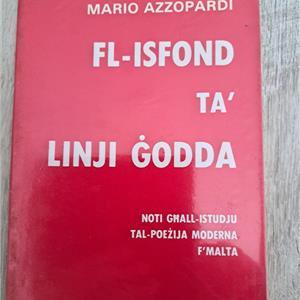 MARIO AZZOPARDI
FL-ISFOND
TA'
LINJI ĠODDA
NOTI GĦALL-ISTUDJU
TAL-POEŻIJA MODERNA
F'MALTA